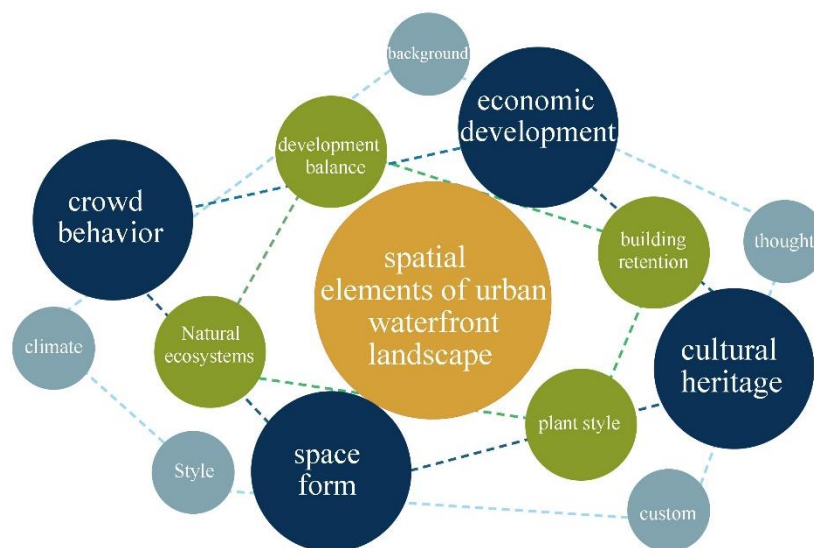 background
economic
development
development
balance
crowd
behavior
building
retention
thought
spatial
elements of urban
waterfront
landscape
climate
Natural
ecosystems
cultural
heritage
plant style
Style
space
form
custom